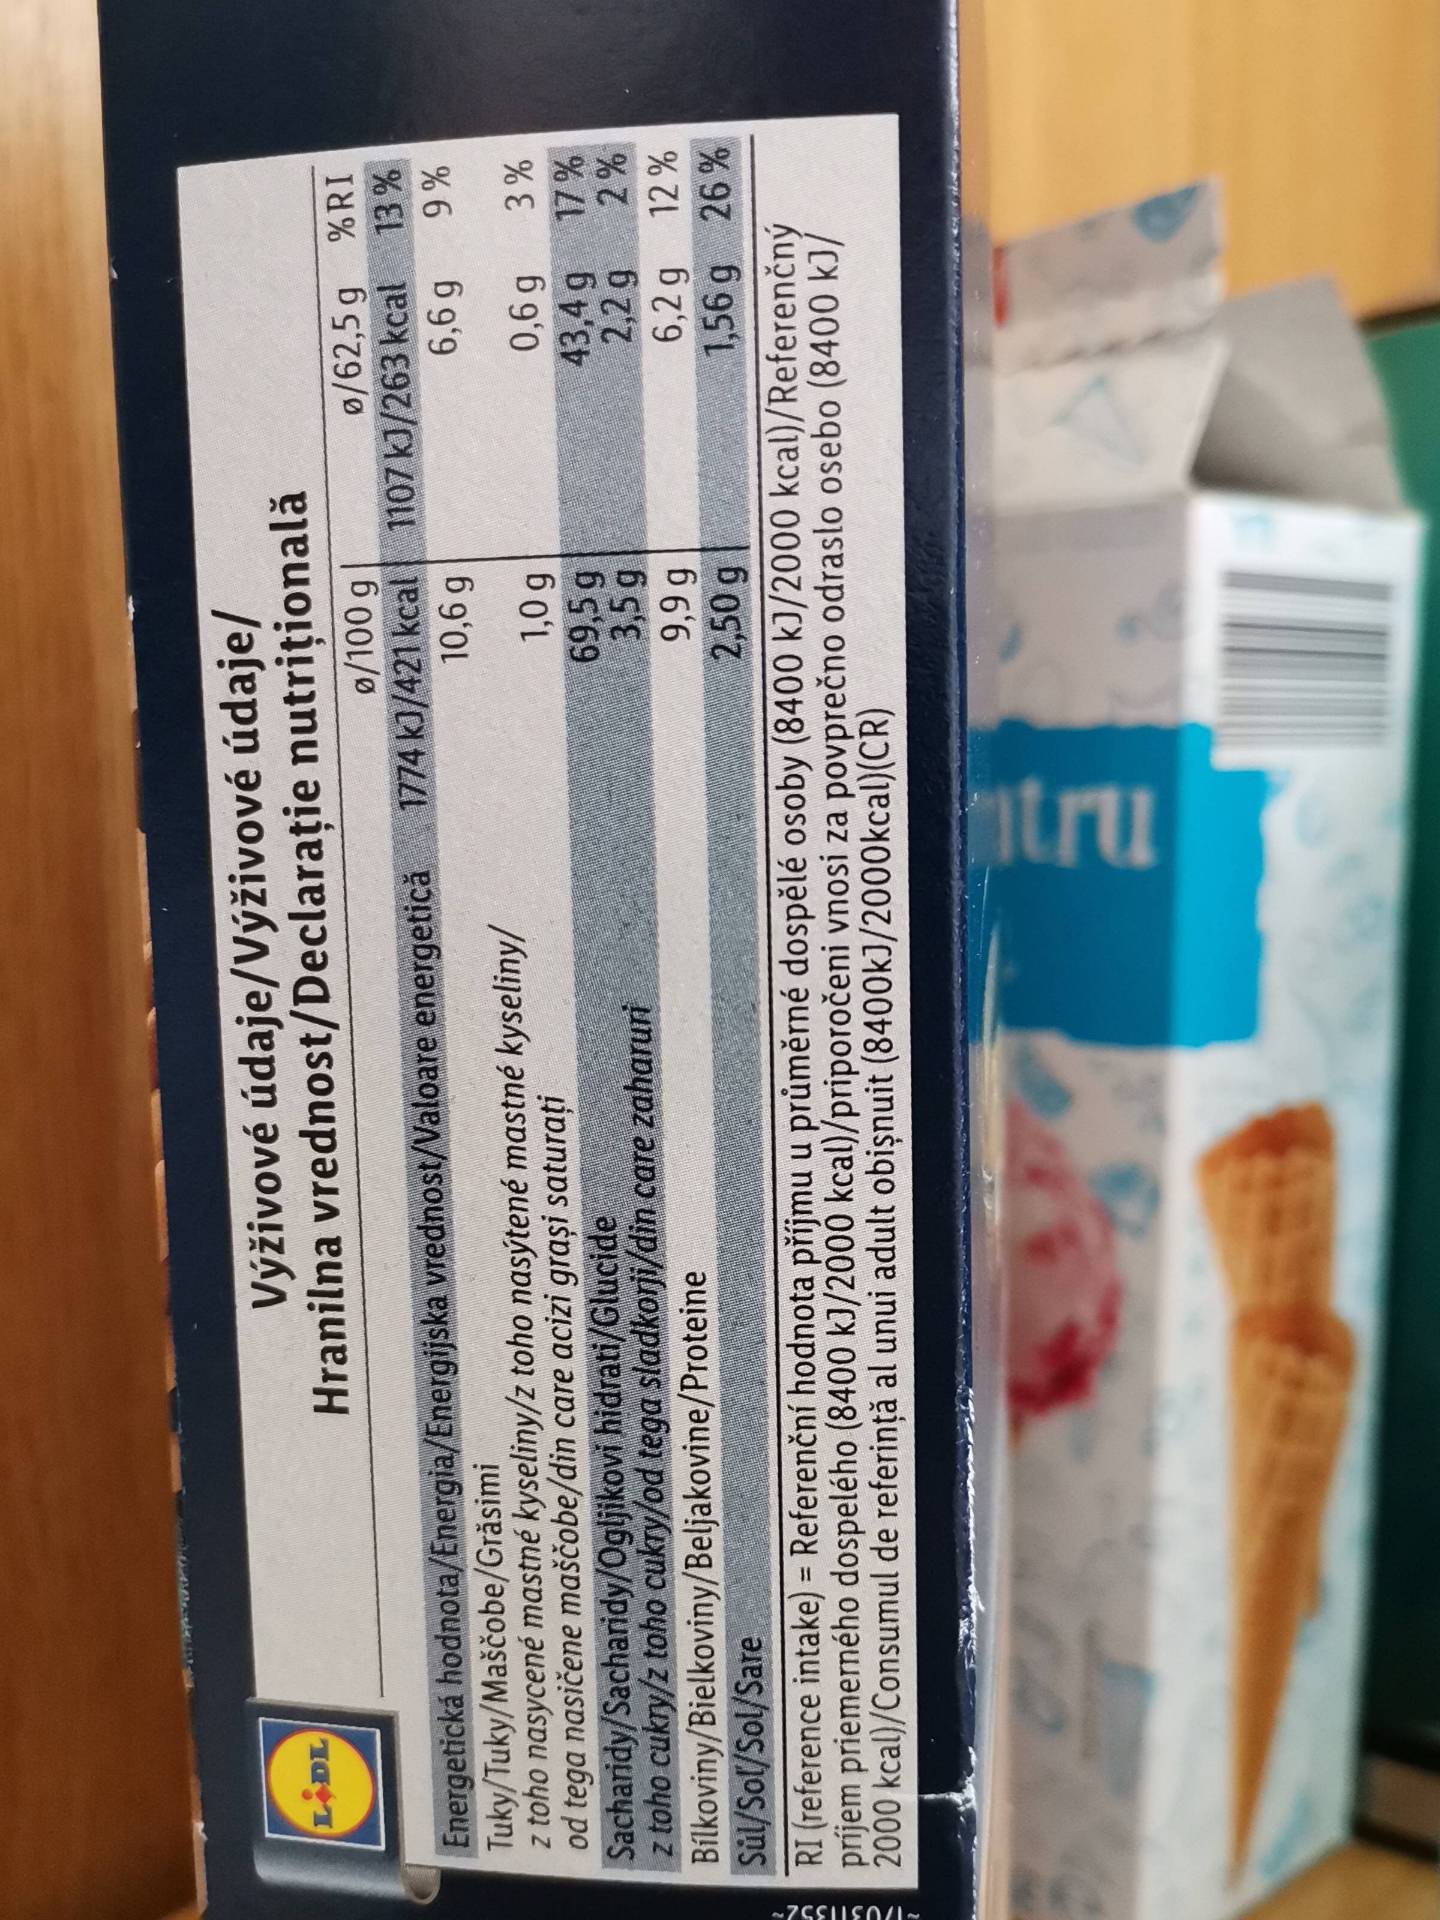 LIDL
Výživové údaje/Výživové údaje/
Hranilna vrednost/Declarație nutrițională
ø/100 g ø/62,5 g %RI
Energetická hodnota/Energia/Energijska vrednost/Valoare energetică 1774 kJ/421 kcal 1107 kJ/263 kcal 13 %
Tuky/Tuky/Maščobe/Grăsimi 10,6 g 6,6 g 9 %
z toho nasycené mastné kyseliny/z toho nasýtené mastné kyseliny/
od tega nasičene maščobe/din care acizi grași saturați 1,0 g 0,6 g 3 %
Sacharidy/Sacharidy/Ogljikovi hidrati/Glucide 69,5 g 43,4 g 17 %
z toho cukry/z toho cukry/od tega sladkorji/din care zaharuri 3,5 g 2,2 g 2 %
Bílkoviny/Bielkoviny/Beljakovine/Proteine 9,9 g 6,2 g 12 %
Sůl/Soľ/Sol/Sare 2,50 g 1,56 g 26 %
RI (reference intake) = Referenční hodnota příjmu u průměrné dospělé osoby (8400 kJ/2000 kcal)/Referenčný
príjem priemerného dospelého (8400 kJ/2000 kcal)/priporočeni vnosi za povprečno odraslo osebo (8400 kJ/
2000 kcal)/Consumul de referință al unui adult obișnuit (8400kJ/2000kcal)(CR)
ntru